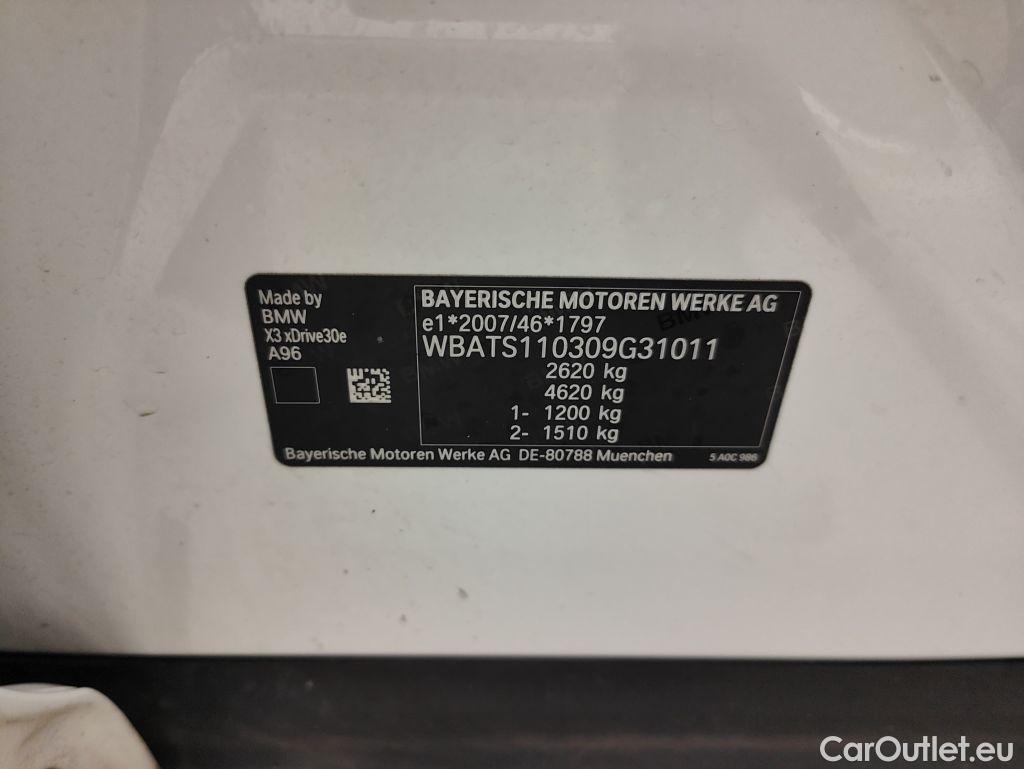 Made by
BMW
X3 xDrive30e
A96
BAYERISCHE MOTOREN WERKE AG
e1*2007/46*1797
WBATS110309G31011
2620 kg
4620 kg
1- 1200 kg
2- 1510 kg
Bayerische Motoren Werke AG DE-80788 Muenchen
5 A0C 986
CarOutlet.eu